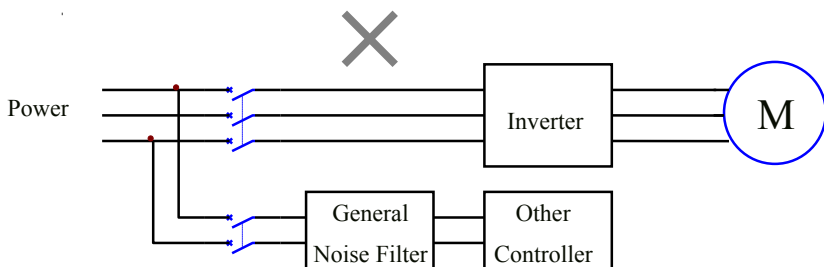 Power
Inverter
M
General
Noise Filter
Other
Controller